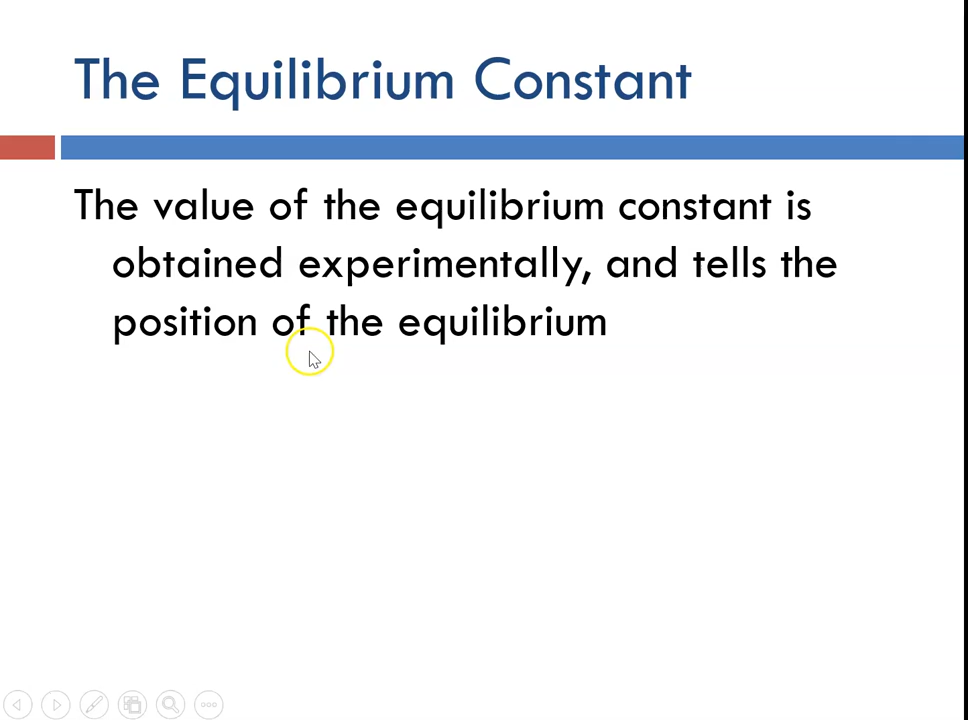 The Equilibrium Constant
The value of the equilibrium constant is
obtained experimentally, and tells the
position of the equilibrium